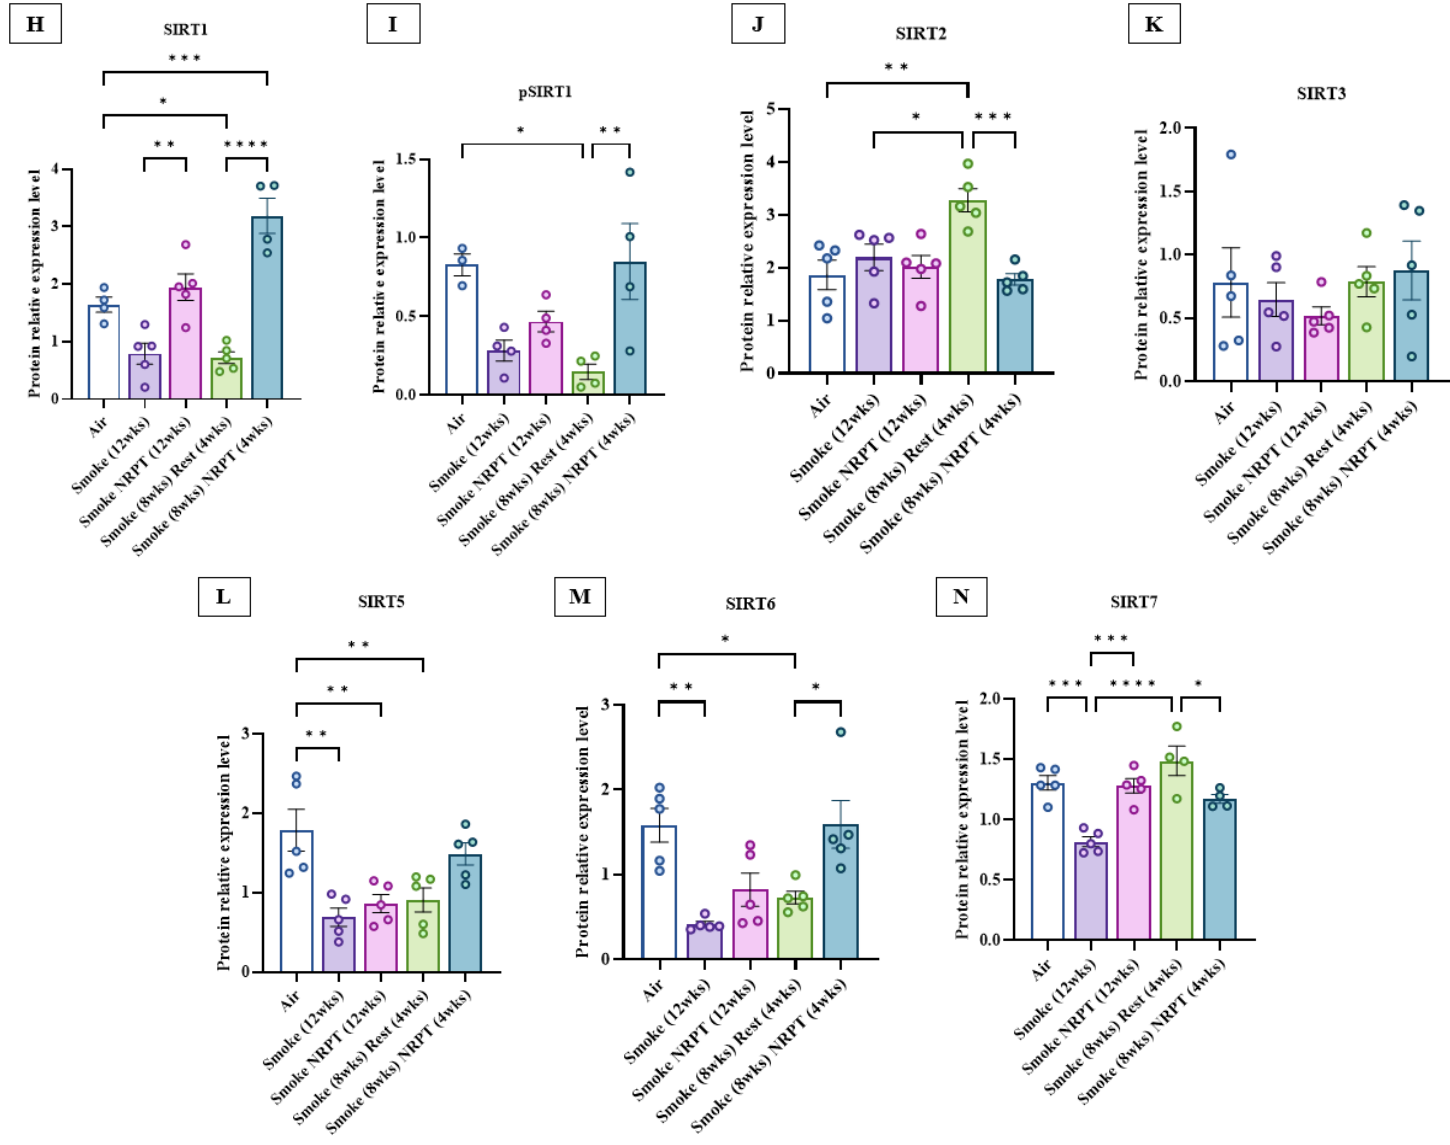 H
SIRT1
* * *
*
* *
* * * *
Protein relative expression level
4
3
2
1
0
Air
Smoke (12wks)
Smoke NRPT (12wks)
Smoke (8wks) Rest (4wks)
Smoke (8wks) NRPT (4wks)
I
pSIRT1
*
* *
Protein relative expression level
1.5
1.0
0.5
0.0
Air
Smoke (12wks)
Smoke NRPT (12wks)
Smoke (8wks) Rest (4wks)
Smoke (8wks) NRPT (4wks)
J
SIRT2
* *
*
* * *
Protein relative expression level
5
4
3
2
1
0
Air
Smoke (12wks)
Smoke NRPT (12wks)
Smoke (8wks) Rest (4wks)
Smoke (8wks) NRPT (4wks)
K
SIRT3
Protein relative expression level
2.0
1.5
1.0
0.5
0.0
Air
Smoke (12wks)
Smoke NRPT (12wks)
Smoke (8wks) Rest (4wks)
Smoke (8wks) NRPT (4wks)
L
SIRT5
* *
* *
* *
Protein relative expression level
3
2
1
0
Air
Smoke (12wks)
Smoke NRPT (12wks)
Smoke (8wks) Rest (4wks)
Smoke (8wks) NRPT (4wks)
M
SIRT6
*
* *
*
Protein relative expression level
3
2
1
0
Air
Smoke (12wks)
Smoke NRPT (12wks)
Smoke (8wks) Rest (4wks)
Smoke (8wks) NRPT (4wks)
N
SIRT7
* * *
* * *
* * * *
*
Protein relative expression level
2.0
1.5
1.0
0.5
0.0
Air
Smoke (12wks)
Smoke NRPT (12wks)
Smoke (8wks) Rest (4wks)
Smoke (8wks) NRPT (4wks)